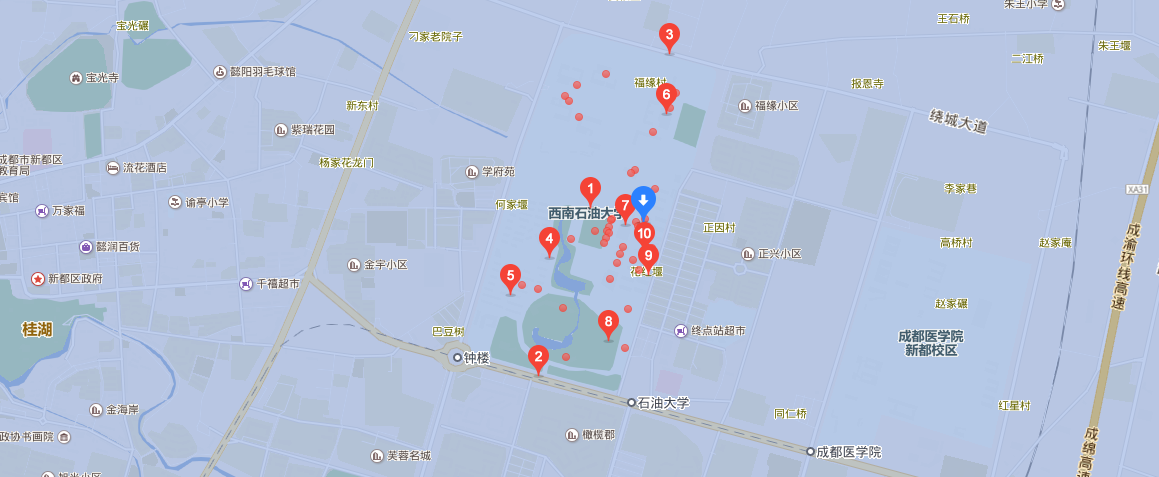 朱王小学
王石桥
宝光碾
刁家老院子
3
朱王堰
二江桥
宝光寺
懿阳羽毛球馆
福缘村
报恩寺
6
福缘小区
新东村
绕城大道
紫瑞花园
成都市新都区
教育局
杨家花龙门
流花酒店
学府苑
1
李家巷
XA31
宾馆
谕亭小学
何家堰
7
万家福
西南石油大学
正因村
10
4
高桥村
赵家庵
成渝环线高速
懿润百货
9
正兴小区
金学小区
5
新都区政府
千禧超市
赵家碾
桂湖
8
巴豆树
终点站超市
成都医学院
新都校区
2
钟楼
石油大学
金海岸
同仁桥
红星村
政协书画院
橄榄郡
成绵高速
芙蓉名城
成都医学院